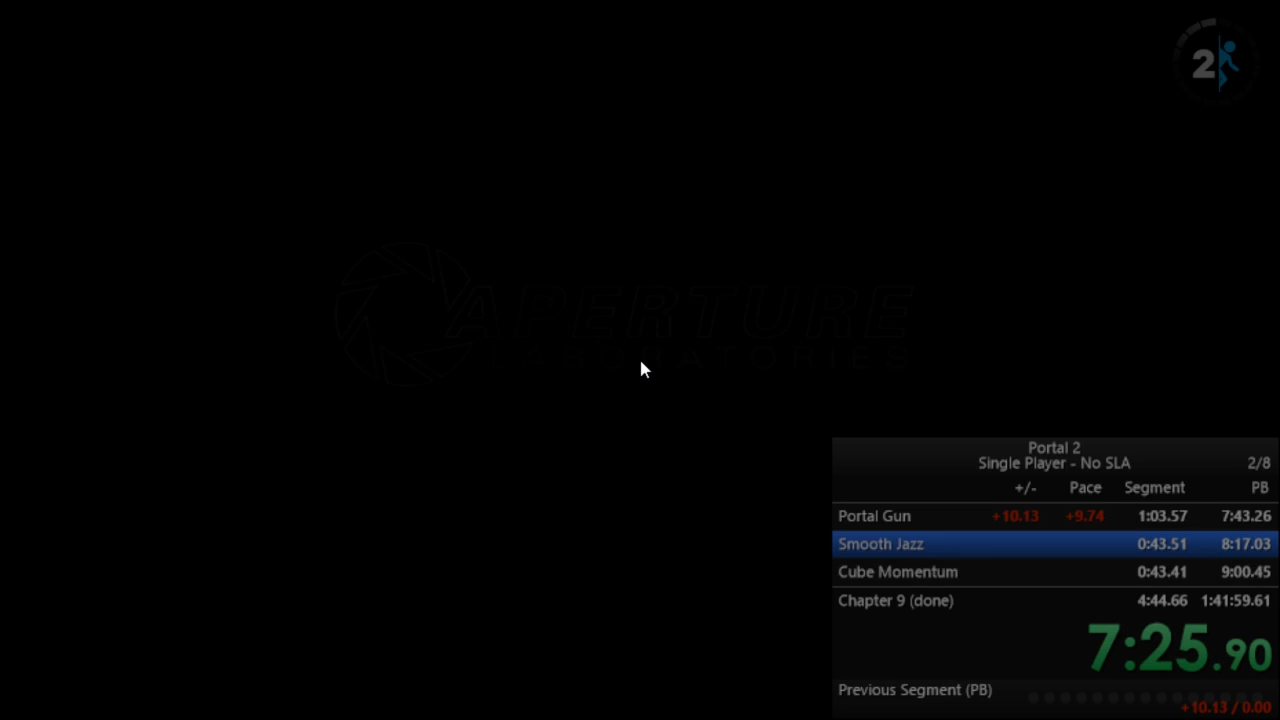 2
APERTURE
LABORATORIES
Portal 2
Single Player - No SLA 2/8
+/- Pace Segment PB
Portal Gun +10.13 +9.74 1:03.57 7:43.26
Smooth Jazz 0:43.51 8:17.03
Cube Momentum 0:43.41 9:00.45
Chapter 9 (done) 4:44.66 1:41:59.61
7:25.90
Previous Segment (PB)
+10.13 / 0.00